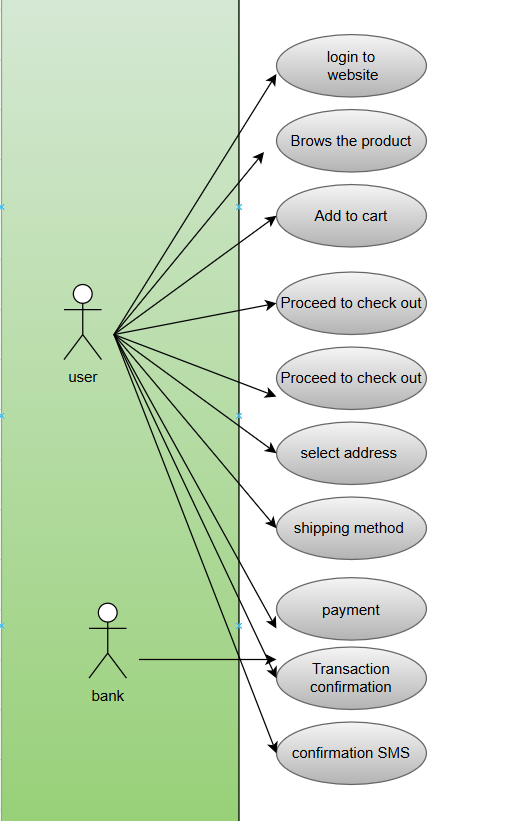 login to
website
Brows the product
Add to cart
Proceed to check out
user
Proceed to check out
select address
shipping method
payment
Transaction
confirmation
bank
confirmation SMS